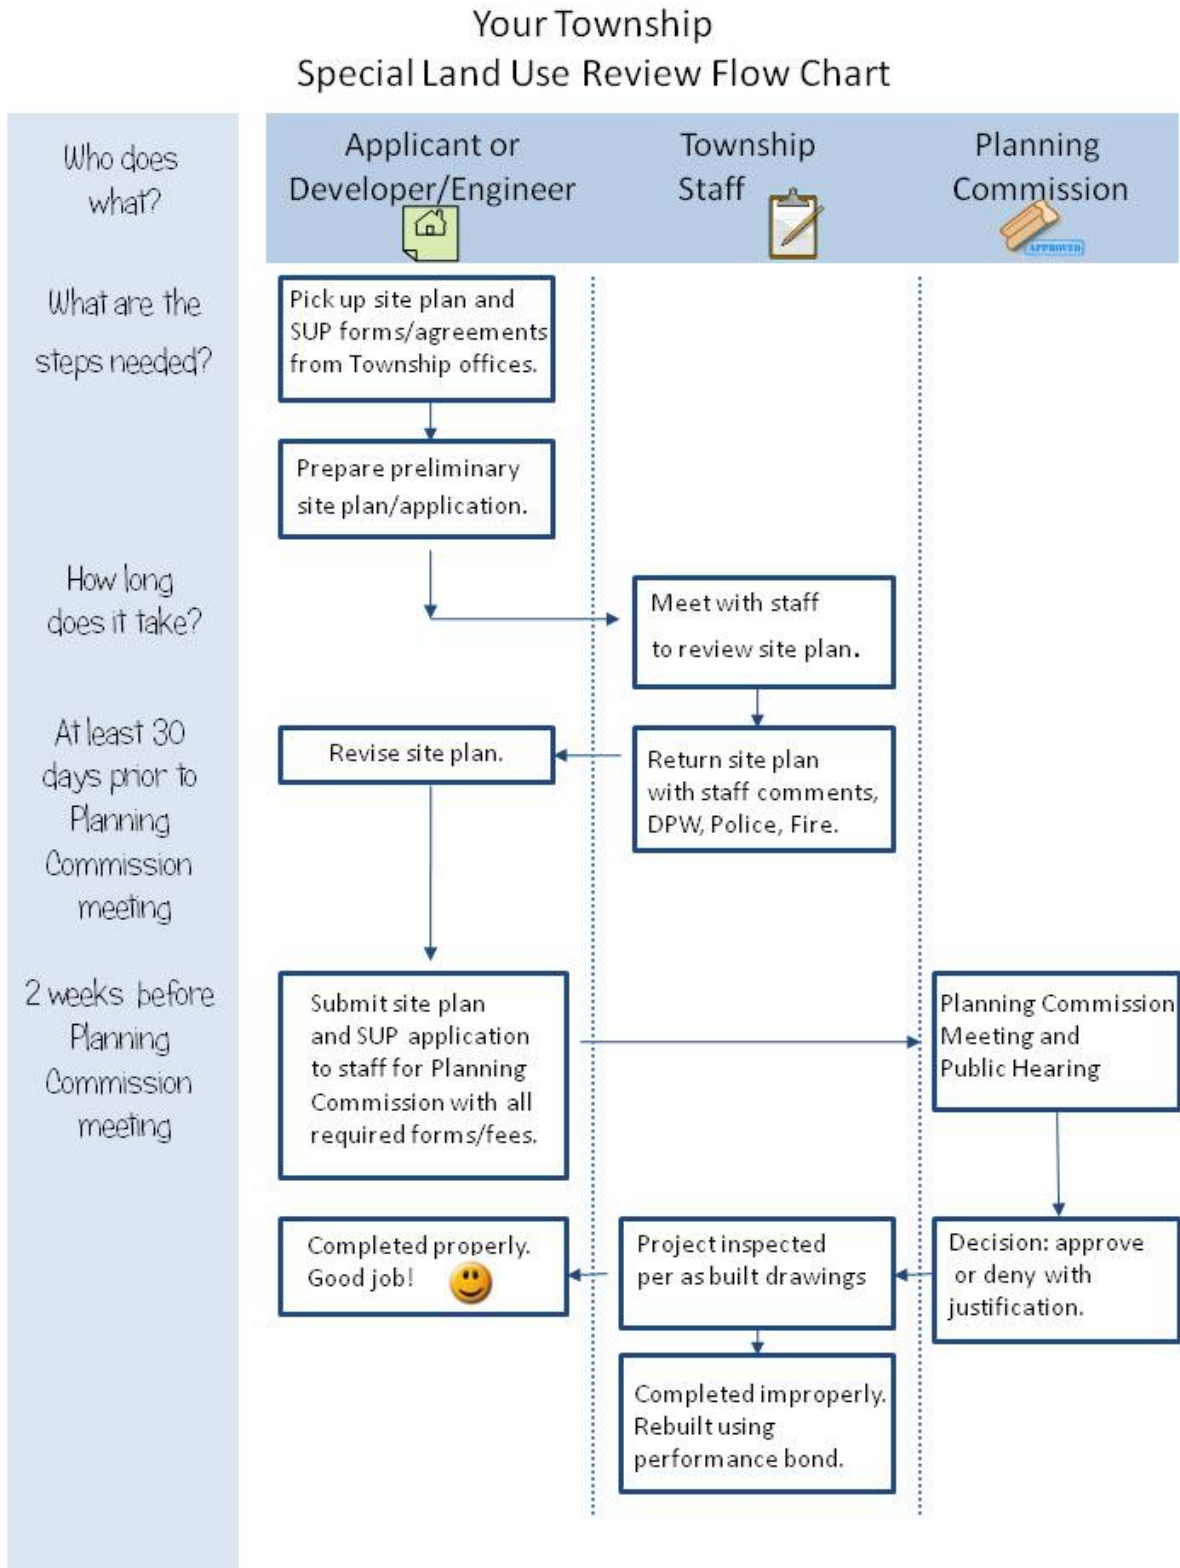 Your Township
Special Land Use Review Flow Chart
Who does
what?
Applicant or
Developer/Engineer
Township
Staff
Planning
Commission
APPROVED
What are the
steps needed?
Pick up site plan and
SUP forms/agreements
from Township offices.
Prepare preliminary
site plan/application.
How long
does it take?
Meet with staff
to review site plan.
At least 30
days prior to
Planning
Commission
meeting
Revise site plan.
Return site plan
with staff comments,
DPW, Police, Fire.
2 weeks before
Planning
Commission
meeting
Submit site plan
and SUP application
to staff for Planning
Commission with all
required forms/fees.
Planning Commission
Meeting and
Public Hearing
Completed properly.
Good job!
Project inspected
per as built drawings
Decision: approve
or deny with
justification.
Completed improperly.
Rebuilt using
performance bond.